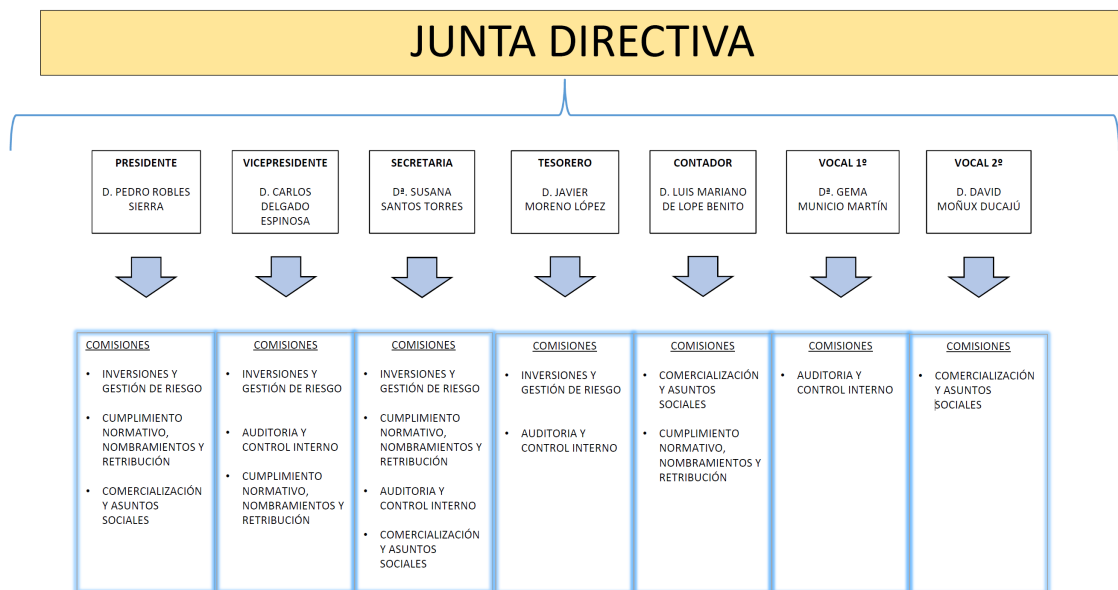 JUNTA DIRECTIVA
PRESIDENTE
D. PEDRO ROBLES
SIERRA
VICEPRESIDENTE
D. CARLOS
DELGADO
ESPINOSA
SECRETARIA
Dª. SUSANA
SANTOS TORRES
TESORERO
D. JAVIER
MORENO LÓPEZ
CONTADOR
D. LUIS MARIANO
DE LOPE BENITO
VOCAL 1º
Dª. GEMA
MUNICIO MARTÍN
VOCAL 2º
D. DAVID
MOÑUX DUCAJÚ
COMISIONES
• INVERSIONES Y
GESTIÓN DE RIESGO
• CUMPLIMIENTO
NORMATIVO,
NOMBRAMIENTOS Y
RETRIBUCIÓN
• COMERCIALIZACIÓN
Y ASUNTOS
SOCIALES
COMISIONES
• INVERSIONES Y
GESTIÓN DE RIESGO
• AUDITORIA Y
CONTROL INTERNO
• CUMPLIMIENTO
NORMATIVO,
NOMBRAMIENTOS Y
RETRIBUCIÓN
COMISIONES
• INVERSIONES Y
GESTIÓN DE RIESGO
• CUMPLIMIENTO
NORMATIVO,
NOMBRAMIENTOS Y
RETRIBUCIÓN
• AUDITORIA Y
CONTROL INTERNO
• COMERCIALIZACIÓN
Y ASUNTOS
SOCIALES
COMISIONES
• INVERSIONES Y
GESTIÓN DE RIESGO
• AUDITORIA Y
CONTROL INTERNO
COMISIONES
• COMERCIALIZACIÓN
Y ASUNTOS
SOCIALES
• CUMPLIMIENTO
NORMATIVO,
NOMBRAMIENTOS Y
RETRIBUCIÓN
COMISIONES
• AUDITORIA Y
CONTROL INTERNO
COMISIONES
• COMERCIALIZACIÓN
Y ASUNTOS
SOCIALES